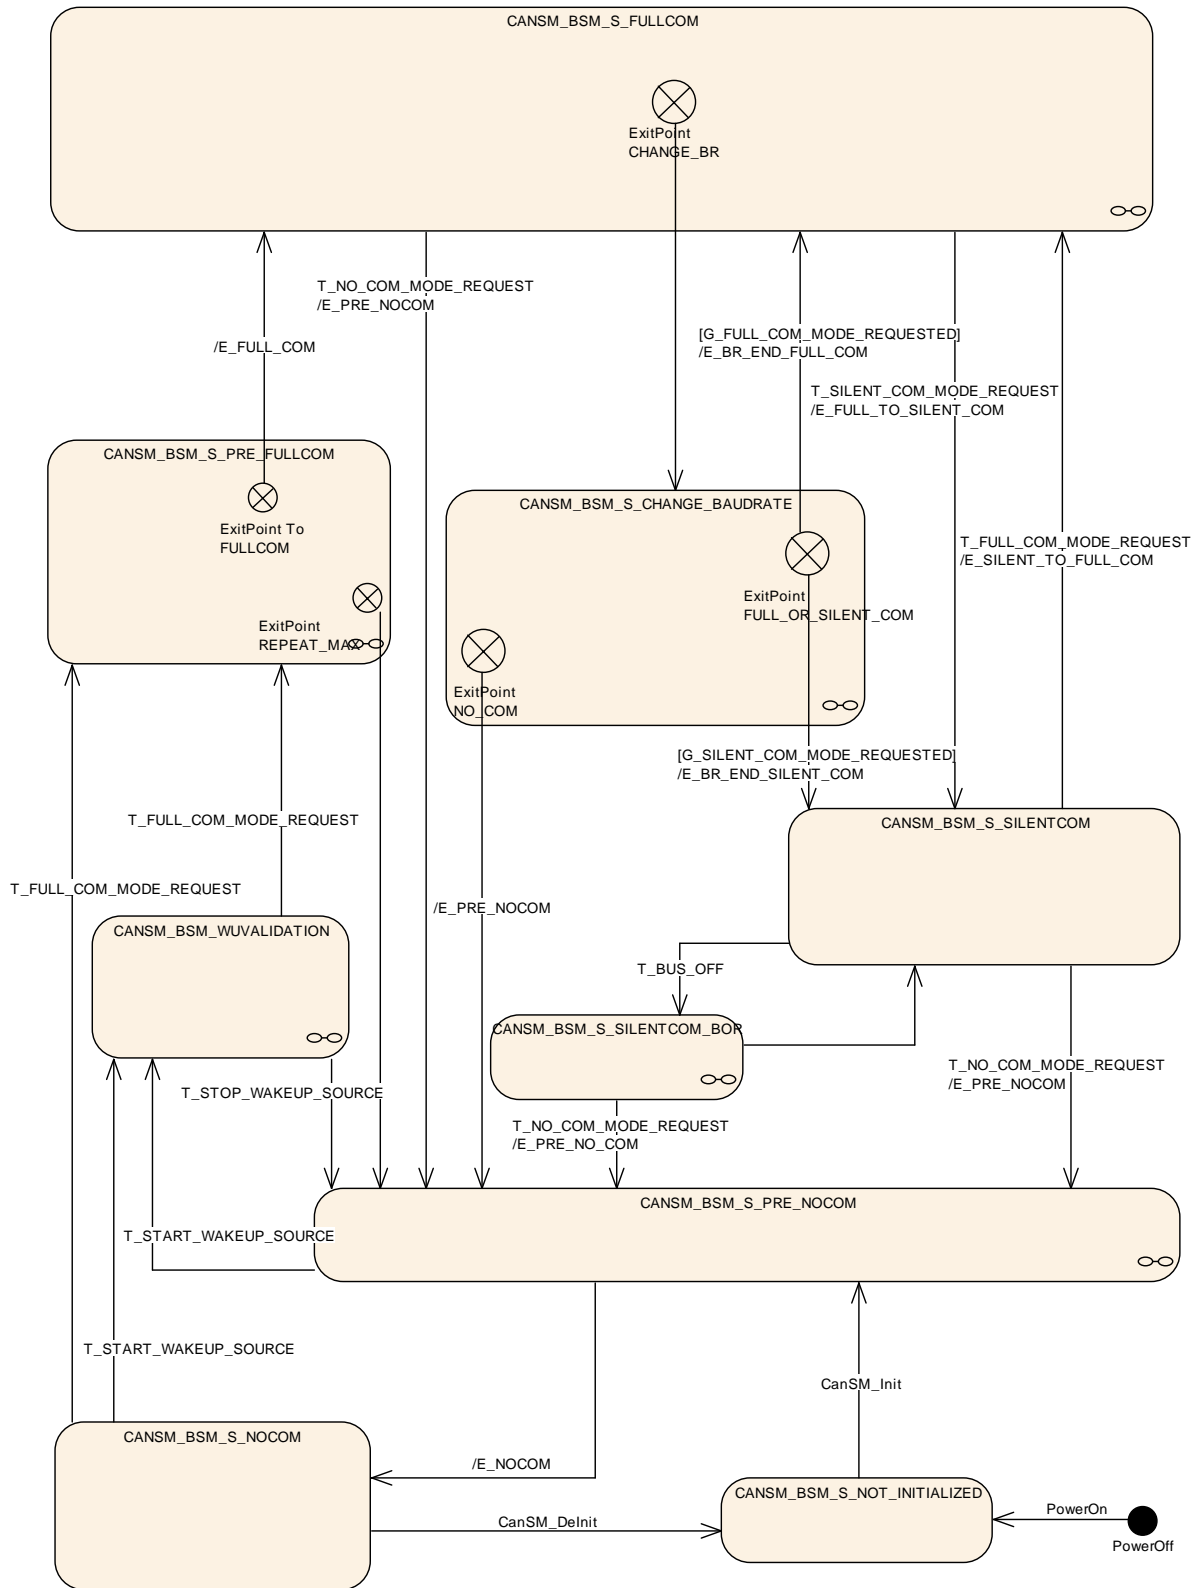 CANSM_BSM_S_FULLCOM
ExitPoint
CHANGE_BR
T_NO_COM_MODE_REQUEST
/E_PRE_NOCOM
/E_FULL_COM
[G_FULL_COM_MODE_REQUESTED]
/E_BR_END_FULL_COM
T_SILENT_COM_MODE_REQUEST
/E_FULL_TO_SILENT_COM
CANSM_BSM_S_PRE_FULLCOM
ExitPoint To
FULLCOM
ExitPoint
REPEAT_MAX
CANSM_BSM_S_CHANGE_BAUDRATE
ExitPoint
FULL_OR_SILENT_COM
ExitPoint
NO_COM
T_FULL_COM_MODE_REQUEST
/E_SILENT_TO_FULL_COM
[G_SILENT_COM_MODE_REQUESTED]
/E_BR_END_SILENT_COM
T_FULL_COM_MODE_REQUEST
CANSM_BSM_S_SILENTCOM
T_FULL_COM_MODE_REQUEST
/E_PRE_NOCOM
CANSM_BSM_WUVALIDATION
T_BUS_OFF
CANSM_BSM_S_SILENTCOM_BOR
T_NO_COM_MODE_REQUEST
/E_PRE_NOCOM
T_STOP_WAKEUP_SOURCE
T_NO_COM_MODE_REQUEST
/E_PRE_NO_COM
CANSM_BSM_S_PRE_NOCOM
T_START_WAKEUP_SOURCE
T_START_WAKEUP_SOURCE
CanSM_Init
CANSM_BSM_S_NOCOM
/E_NOCOM
CANSM_BSM_S_NOT_INITIALIZED
CanSM_DeInit
PowerOn
PowerOff